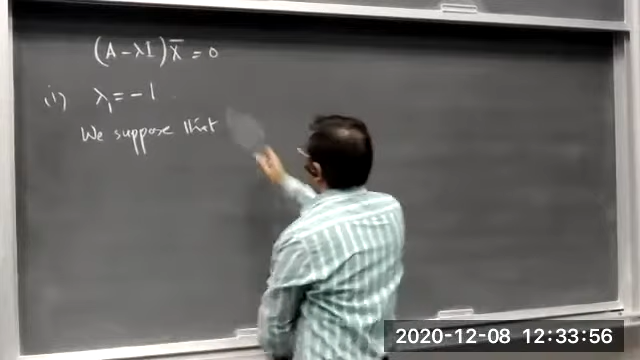 (A - λI) X̄ = 0
(i) λ₁ = -1
We suppose that
2020-12-08 12:33:56